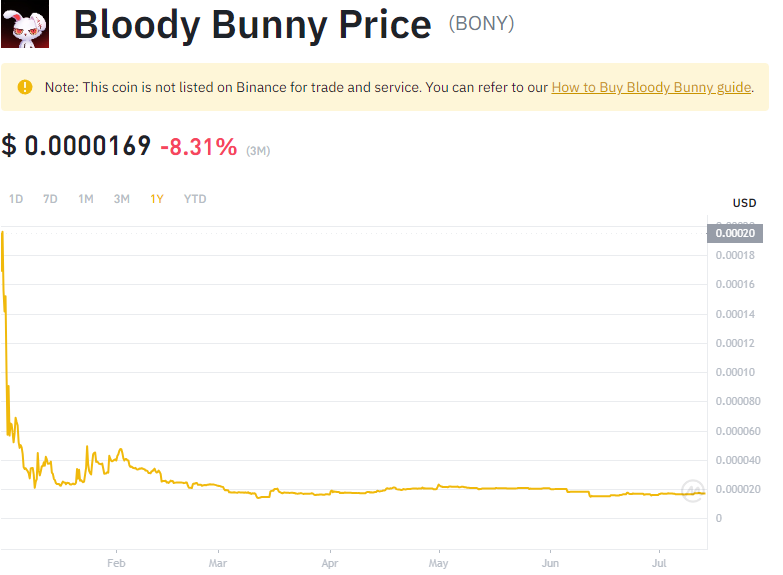 Bloody Bunny Price (BONY)
Note: This coin is not listed on Binance for trade and service. You can refer to our How to Buy Bloody Bunny guide.
$ 0.0000169 -8.31% (3M)
1D 7D 1M 3M 1Y YTD
USD
0.00020
0.00018
0.00016
0.00014
0.00012
0.00010
0.000080
0.000060
0.000040
0.000020
0
Feb Mar Apr May Jun Jul